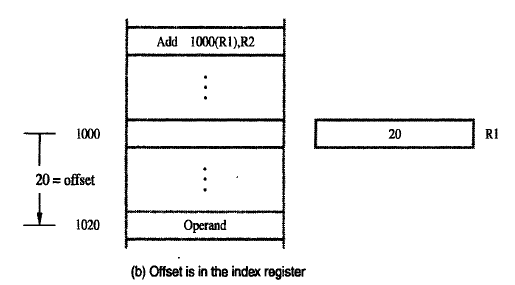 Add 1000(R1),R2
1000
20
R1
20 = offset
1020
Operand
(b) Offset is in the index register